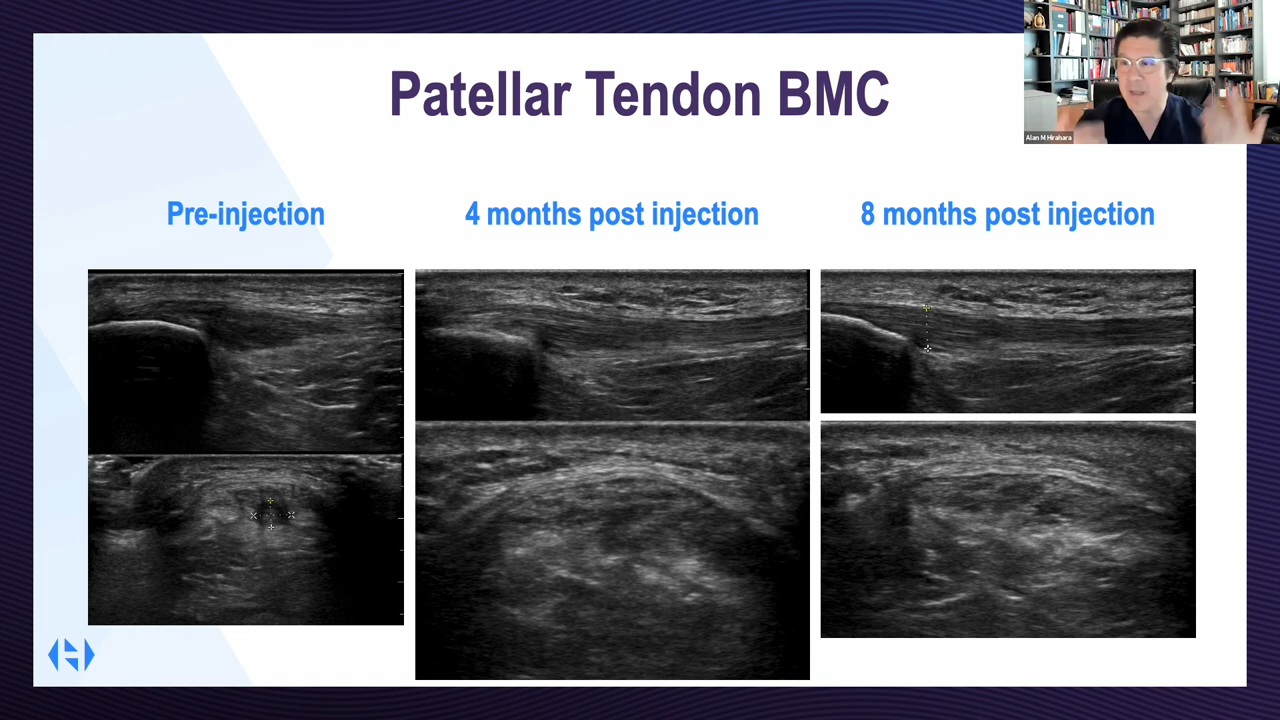 Patellar Tendon BMC
Alan M Hirahara
Pre-injection
4 months post injection
8 months post injection